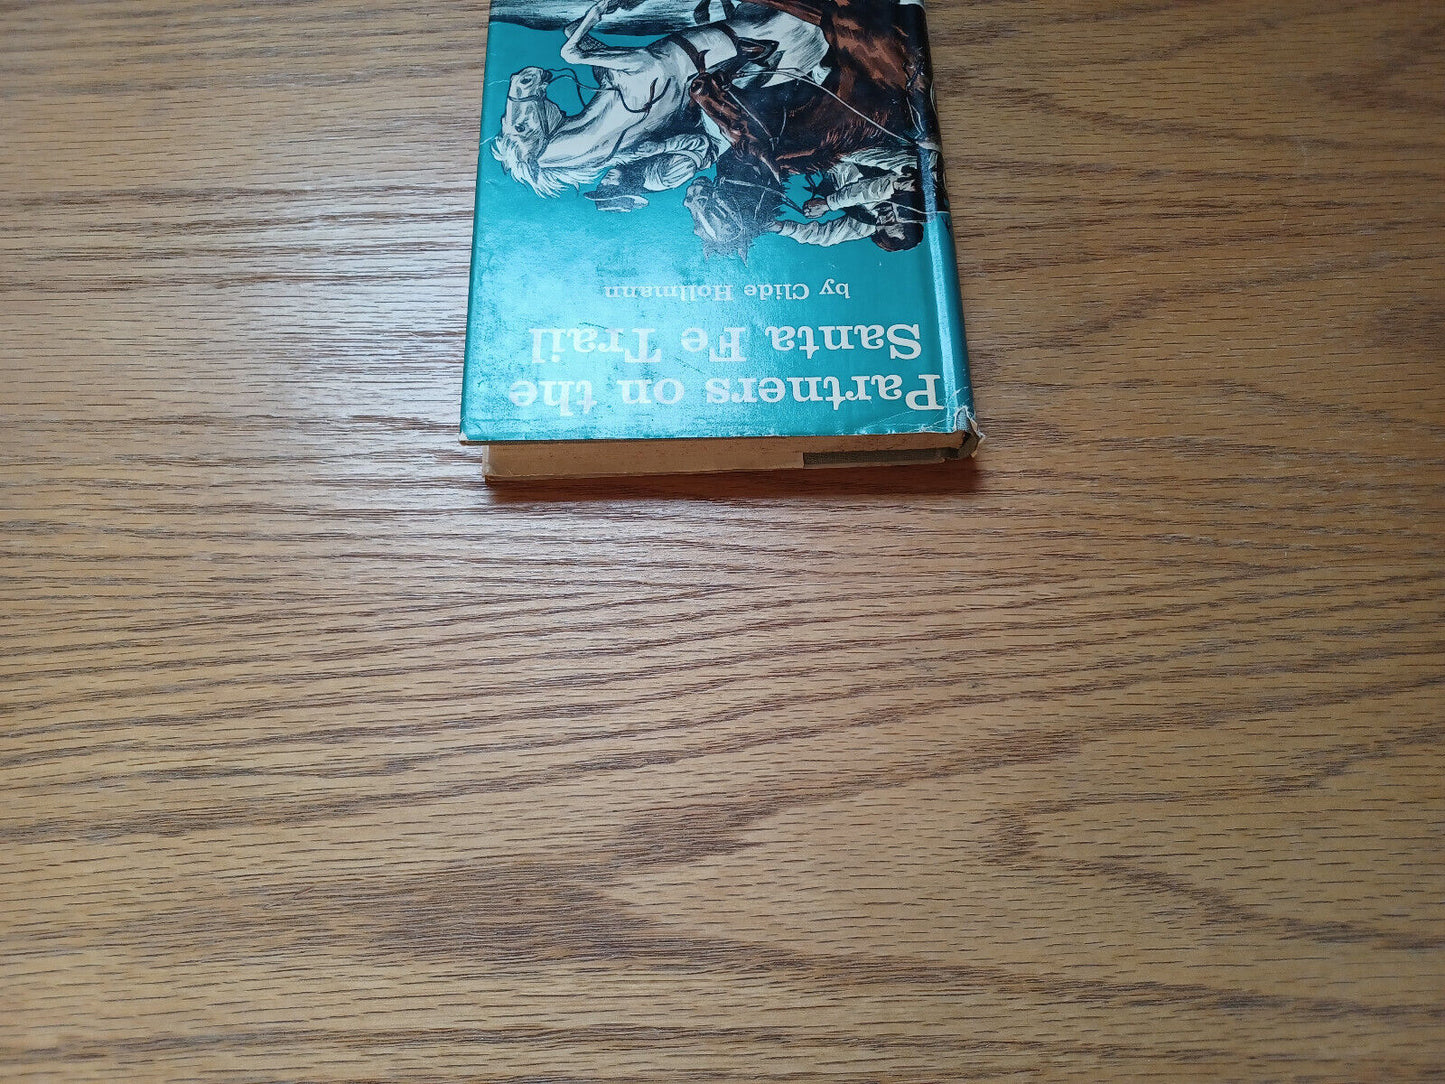 Partners on the
Santa Fe Trail
by Clide Hollmann